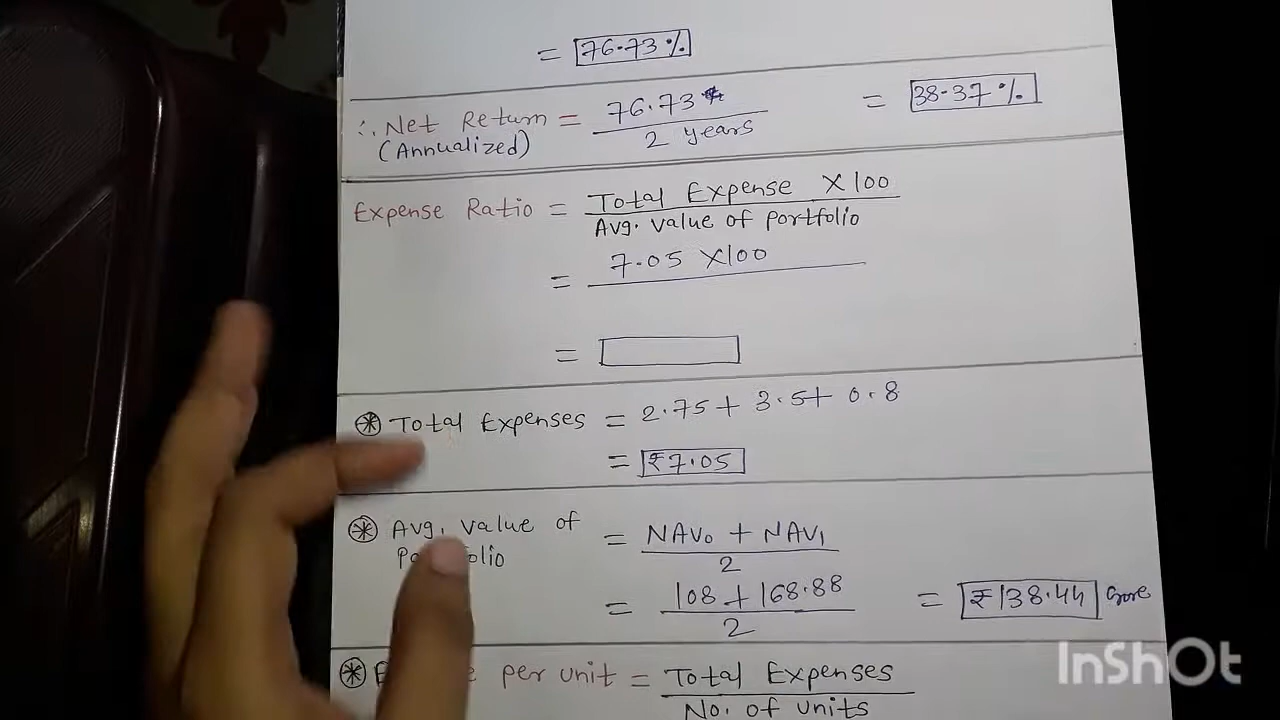 = 76.73%
∴ Net Return = 76.73 / 2 years = 38.37%
(Annualized)
Expense Ratio = Total Expense X100 / Avg. value of portfolio
= 7.05 X100
=
* Total Expenses = 2.75 + 3.5 + 0.8
= ₹7.05
* Avg. value of = NAV₀ + NAV₁ / 2
= 108 + 168.88 / 2 = ₹138.44 Crore
* per unit = Total Expenses / No. of units
InShOt